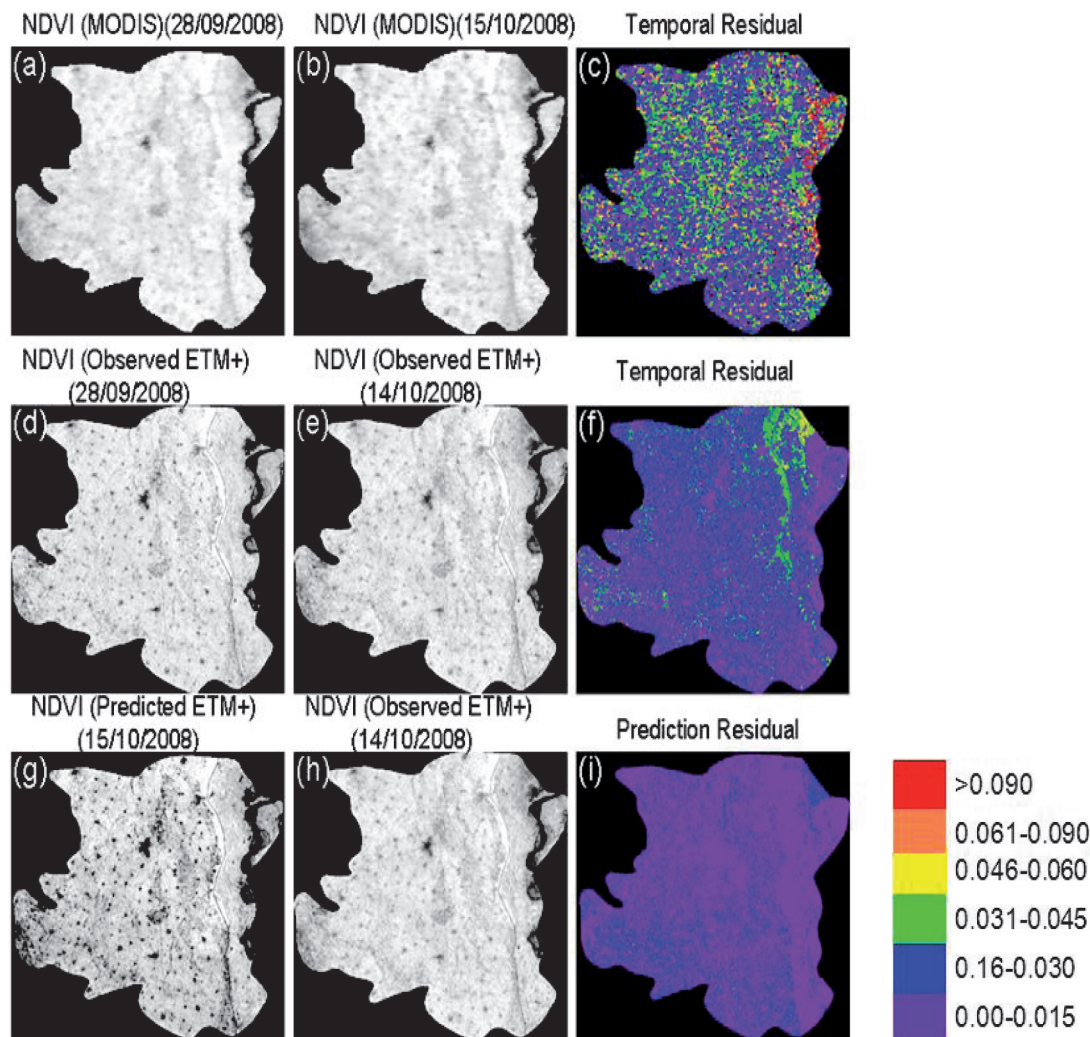 NDVI (MODIS)(28/09/2008)
NDVI (MODIS)(15/10/2008)
Temporal Residual
(a)
(b)
(c)
NDVI (Observed ETM+)
(28/09/2008)
NDVI (Observed ETM+)
(14/10/2008)
Temporal Residual
(d)
(e)
(f)
NDVI (Predicted ETM+)
(15/10/2008)
NDVI (Observed ETM+)
(14/10/2008)
Prediction Residual
(g)
(h)
(i)
>0.090
0.061-0.090
0.046-0.060
0.031-0.045
0.16-0.030
0.00-0.015